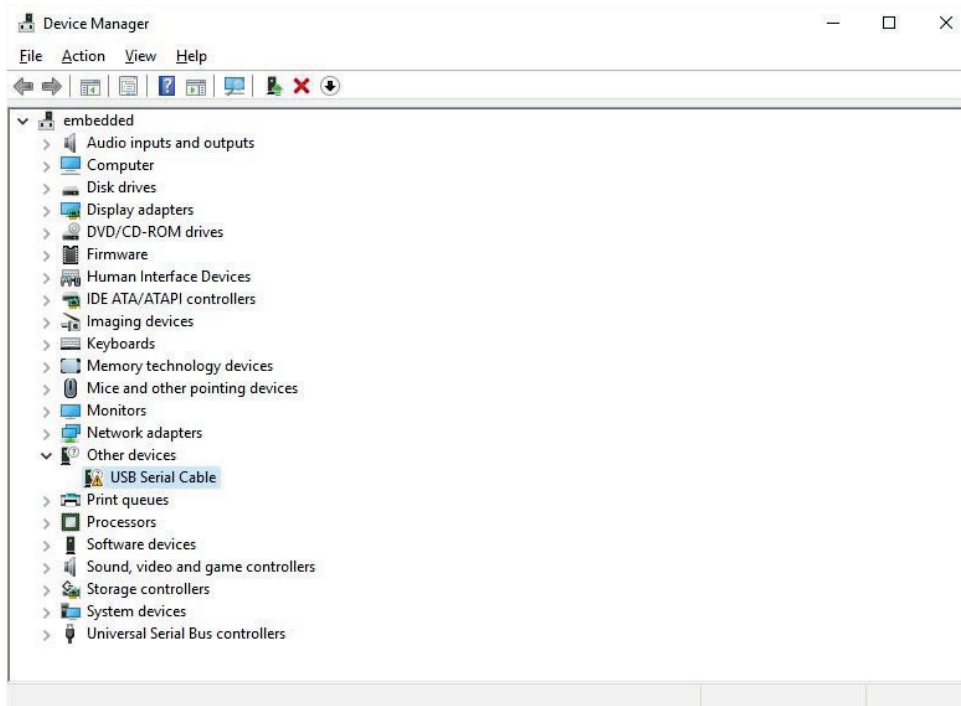 Device Manager
File Action View Help
embedded
Audio inputs and outputs
Computer
Disk drives
Display adapters
DVD/CD-ROM drives
Firmware
Human Interface Devices
IDE ATA/ATAPI controllers
Imaging devices
Keyboards
Memory technology devices
Mice and other pointing devices
Monitors
Network adapters
Other devices
USB Serial Cable
Print queues
Processors
Software devices
Sound, video and game controllers
Storage controllers
System devices
Universal Serial Bus controllers